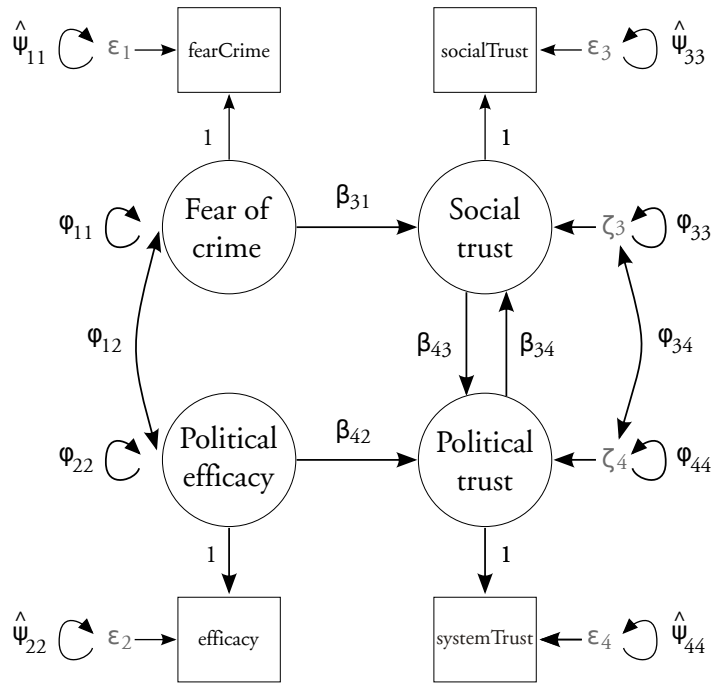 ψ̂₁₁ ε₁ fearCrime socialTrust ε₃ ψ̂₃₃
1 1
φ₁₁ Fear of
crime β₃₁ Social
trust ζ₃ φ₃₃
φ₁₂ β₄₃ β₃₄ φ₃₄
φ₂₂ Political
efficacy β₄₂ Political
trust ζ₄ φ₄₄
1 1
ψ̂₂₂ ε₂ efficacy systemTrust ε₄ ψ̂₄₄